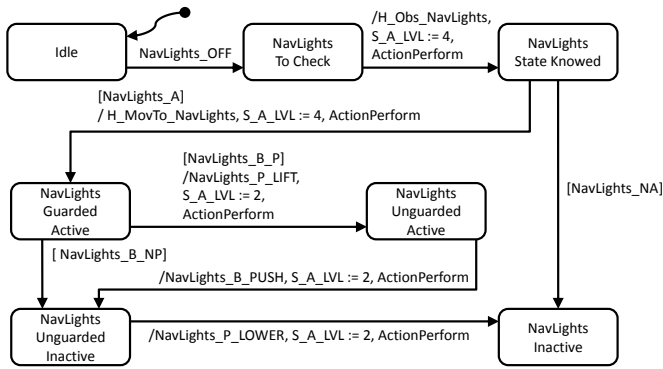 Idle
NavLights_OFF
NavLights
To Check
/H_Obs_NavLights,
S_A_LVL := 4,
ActionPerform
NavLights
State Knowed
[NavLights_A]
/ H_MovTo_NavLights, S_A_LVL := 4, ActionPerform
[NavLights_NA]
NavLights
Guarded
Active
[NavLights_B_P]
/NavLights_P_LIFT,
S_A_LVL := 2,
ActionPerform
NavLights
Unguarded
Active
[ NavLights_B_NP]
/NavLights_B_PUSH, S_A_LVL := 2, ActionPerform
NavLights
Unguarded
Inactive
/NavLights_P_LOWER, S_A_LVL := 2, ActionPerform
NavLights
Inactive